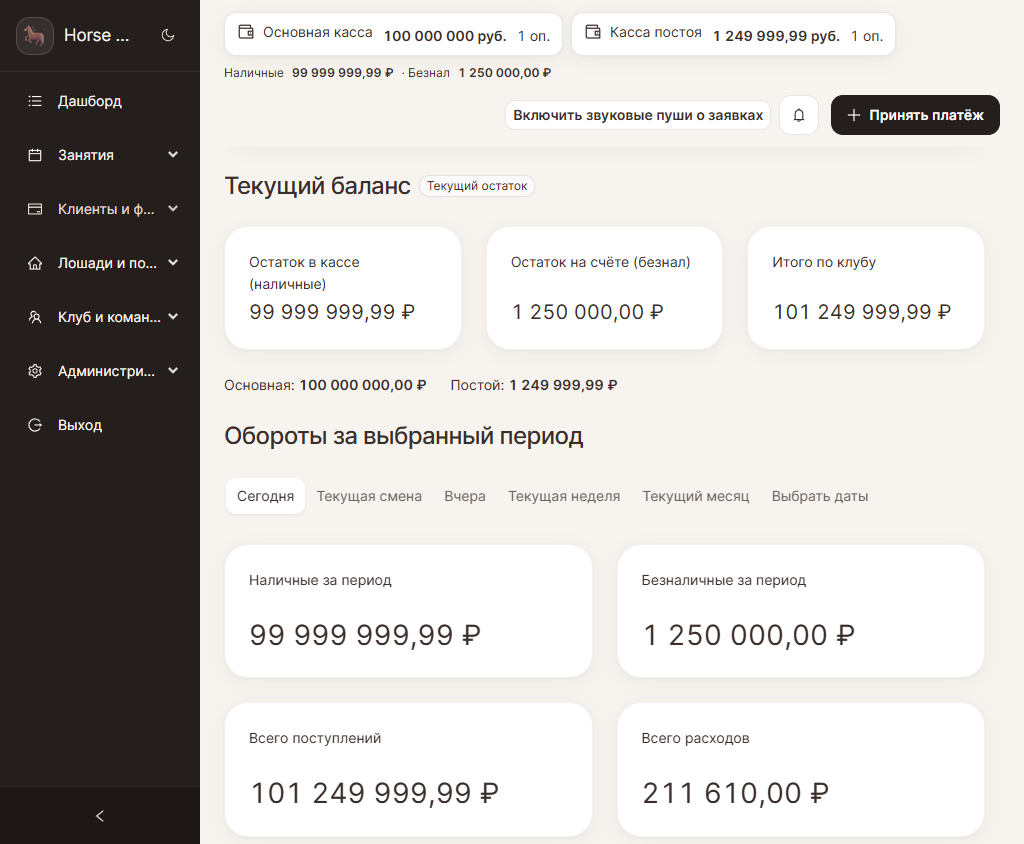 Horse ...
Дашборд
Занятия
Клиенты и ф...
Лошади и по...
Клуб и коман...
Администри...
Выход
Основная касса 100 000 000 руб. 1 оп.
Касса постоя 1 249 999,99 руб. 1 оп.
Наличные 99 999 999,99 ₽ · Безнал 1 250 000,00 ₽
Включить звуковые пуши о заявках
Принять платёж
Текущий баланс Текущий остаток
Остаток в кассе
(наличные)
99 999 999,99 ₽
Остаток на счёте (безнал)
1 250 000,00 ₽
Итого по клубу
101 249 999,99 ₽
Основная: 100 000 000,00 ₽ Постой: 1 249 999,99 ₽
Обороты за выбранный период
Сегодня Текущая смена Вчера Текущая неделя Текущий месяц Выбрать даты
Наличные за период
99 999 999,99 ₽
Безналичные за период
1 250 000,00 ₽
Всего поступлений
101 249 999,99 ₽
Всего расходов
211 610,00 ₽